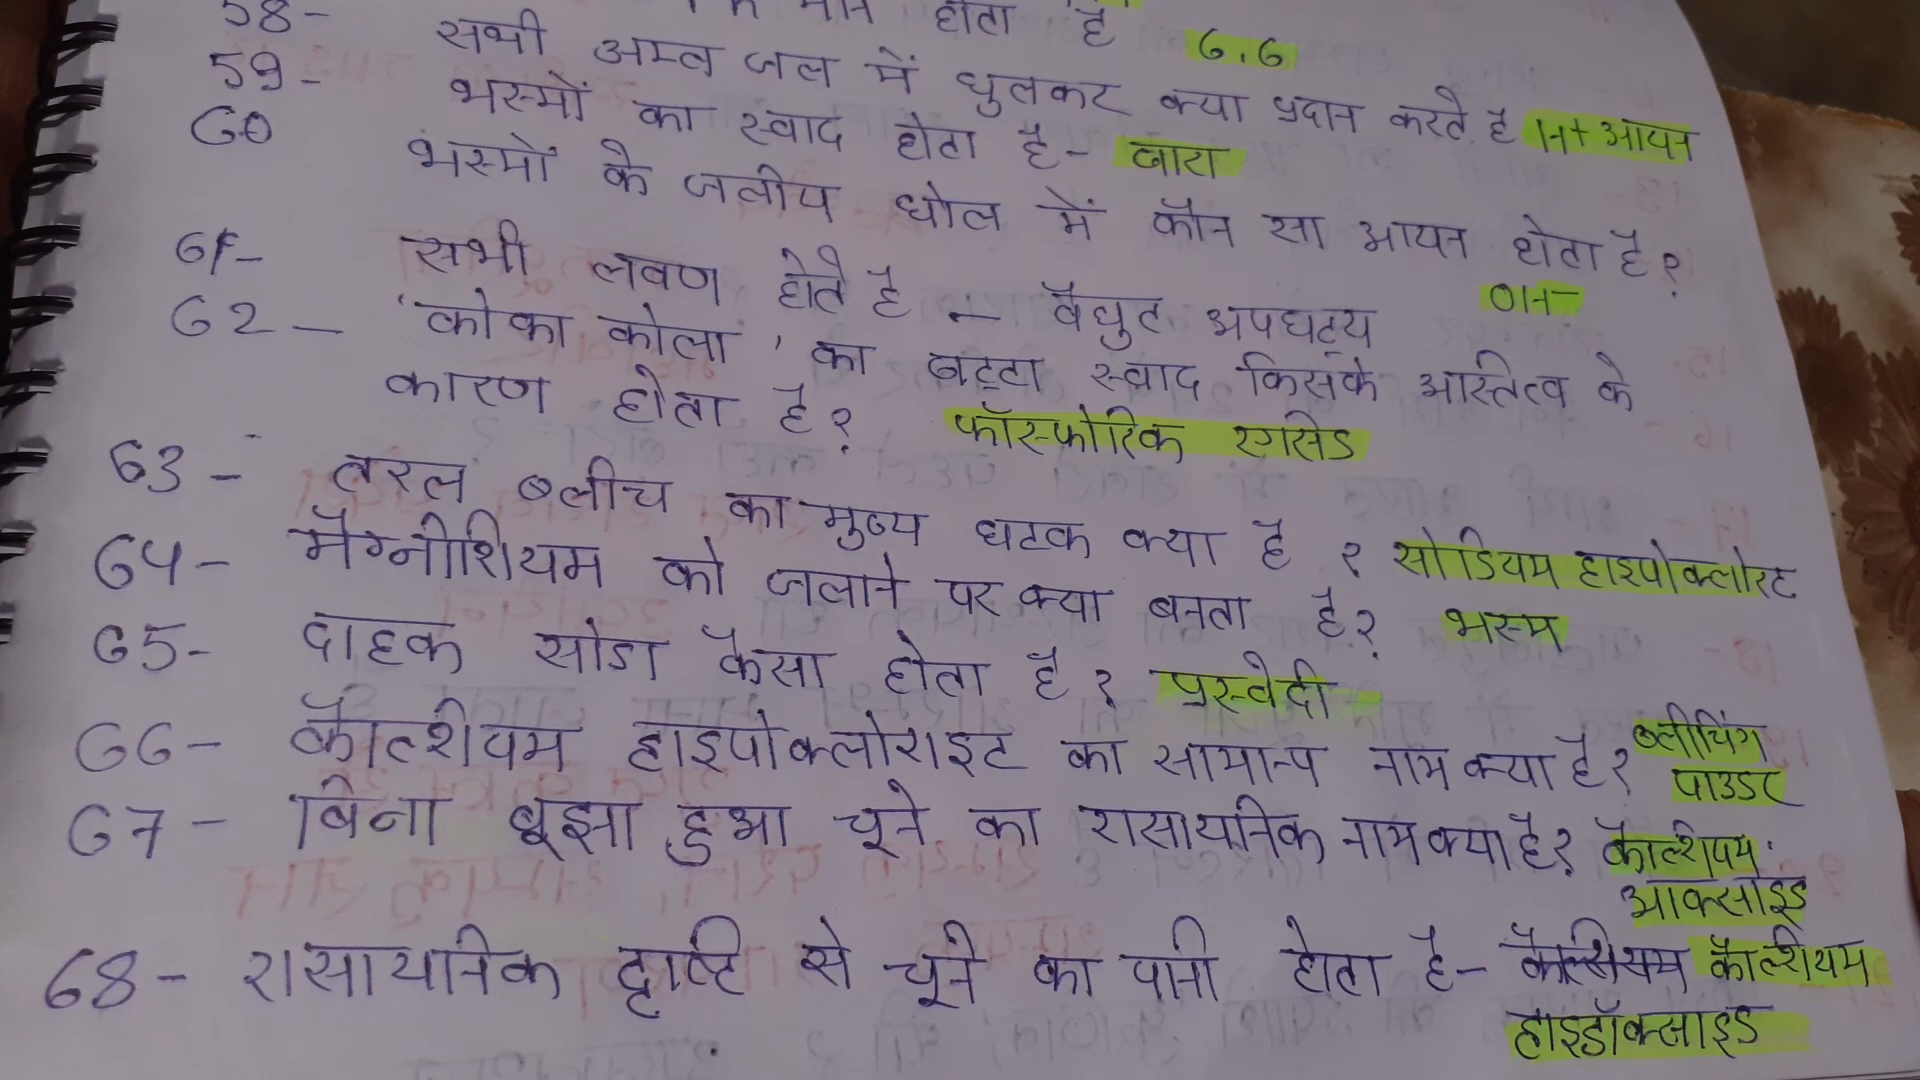 मान होता है 6.6
58- सभी अम्ल जल में घुलकर क्या प्रदान करते है H+ आयन
59- भस्मों का स्वाद होता है- खारा
60 भस्मों के जलीय घोल में कौन सा आयन होता है?
OH-
61- सभी लवण होते है - वैद्युट अपघट्य
62- 'कोका कोला' का खट्टा स्वाद किसके अस्तित्व के
कारण होता है? फॉस्फोरिक एसिड
63- तरल ब्लीच का मुख्य घटक क्या है ? सोडियम हाइपोक्लोरट
64- मैग्नीशियम को जलाने पर क्या बनता है? भस्म
65- दाहक सोडा कैसा होता है? प्रस्वेदी
66- कैल्शियम हाइपोक्लोराइट का सामान्य नाम क्या है? ब्लीचिंग
पाउडर
67- बिना बूझा हुआ चूने का रासायनिक नाम क्या है? कैल्शियम
आक्साइड
68- रासायनिक दृष्टि से चूने का पानी होता है- कैल्सियम कैल्शियम
हाइड्रॉक्साइड